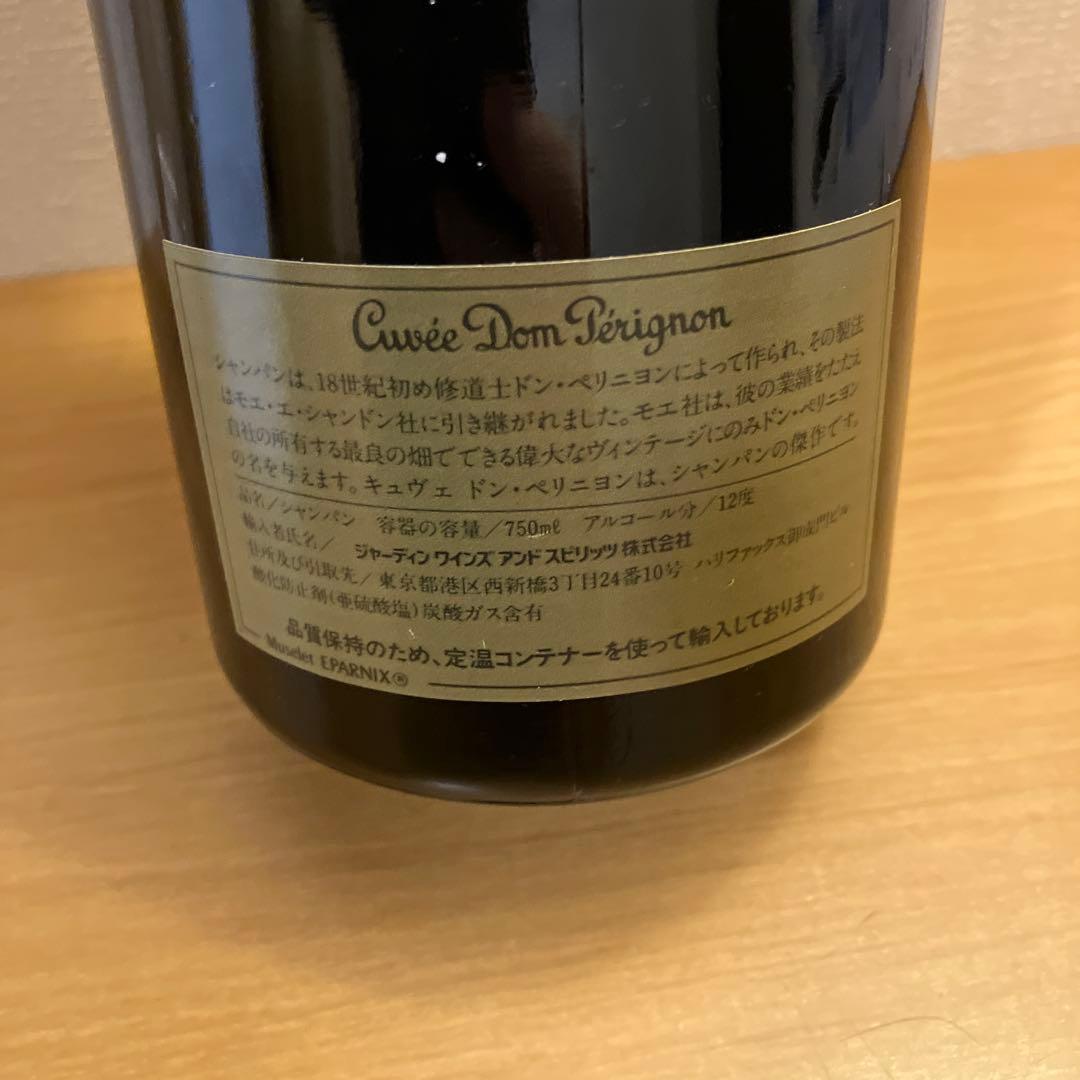 Cuvée Dom Pérignon
シャンパンは、18世紀初め修道士ドン・ペリニヨンによって作られ、その製法
はモエ・エ・シャンドン社に引き継がれました。モエ社は、彼の業績をたたえ
自社の所有する最良の畑でできる偉大なヴィンテージにのみドン・ペリニヨン
の名を与えます。キュヴェ ドン・ペリニヨンは、シャンパンの傑作です。
品名/シャンパン 容器の容量/750mℓ アルコール分/12度
輸入者氏名/ ジャーディン ワインズ アンド スピリッツ 株式会社
住所及び引取先/東京都港区西新橋3丁目24番10号 ハリファックス御成門ビル
酸化防止剤(亜硫酸塩)炭酸ガス含有
品質保持のため、定温コンテナーを使って輸入しております。
Muselet EPARNIX®